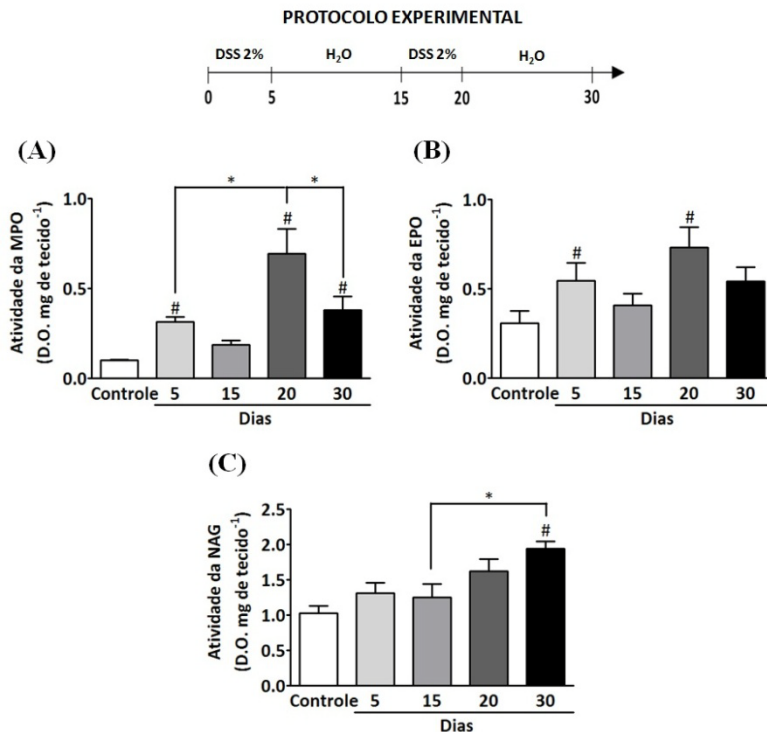 PROTOCOLO EXPERIMENTAL
DSS 2% H₂O DSS 2% H₂O
0 5 15 20 30
(A)
Atividade da MPO
(D.O. mg de tecido⁻¹)
1.0
0.5
0.0
# # # * *
Controle 5 15 20 30
Dias
(B)
Atividade da EPO
(D.O. mg de tecido⁻¹)
1.0
0.5
0.0
# #
Controle 5 15 20 30
Dias
(C)
Atividade da NAG
(D.O. mg de tecido⁻¹)
2.5
2.0
1.5
1.0
0.5
0.0
* #
Controle 5 15 20 30
Dias